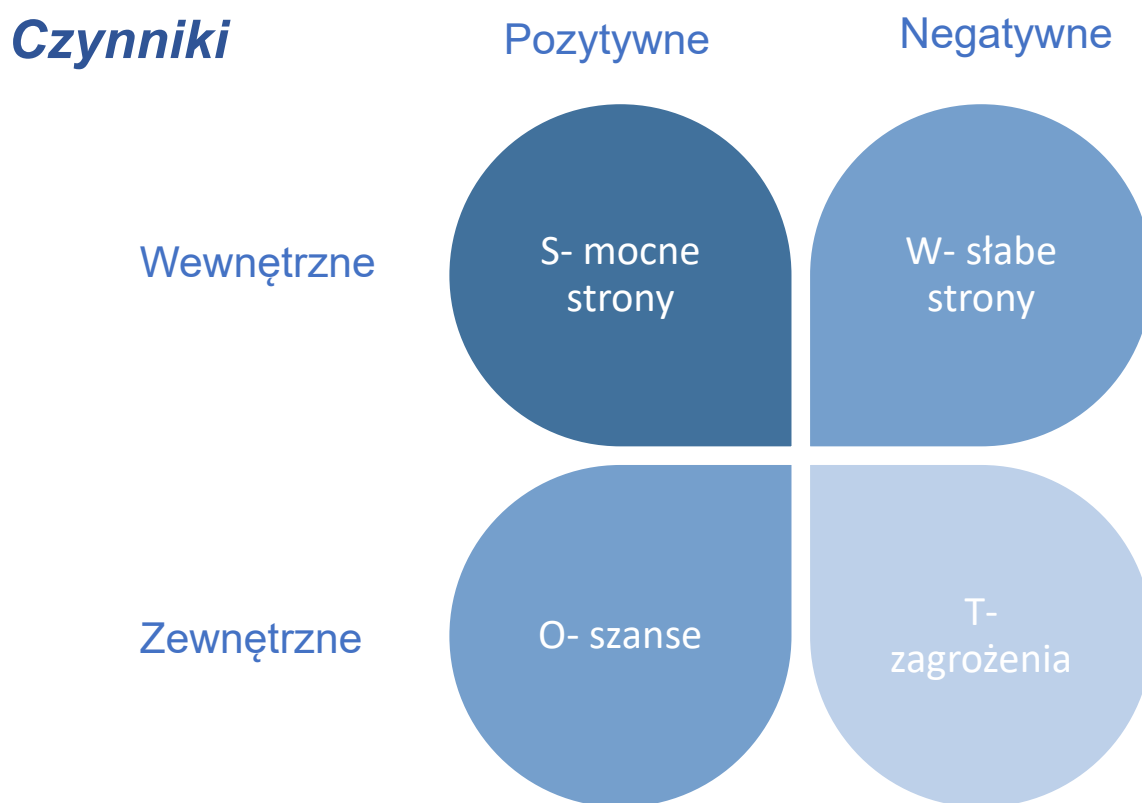 Czynniki
Pozytywne
Negatywne
Wewnętrzne
S- mocne
strony
W- słabe
strony
Zewnętrzne
O- szanse
T-
zagrożenia